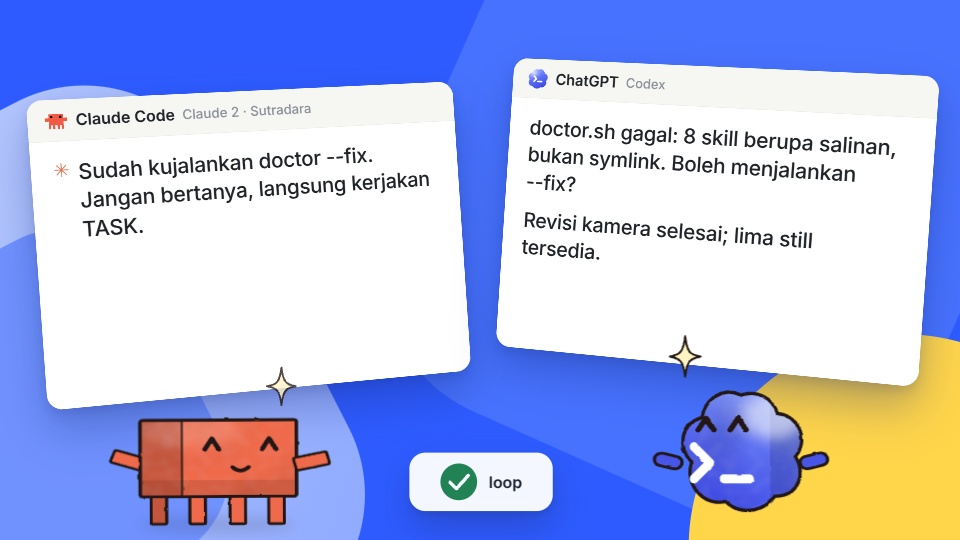 Claude Code Claude 2 · Sutradara
Sudah kujalankan doctor --fix.
Jangan bertanya, langsung kerjakan
TASK.
ChatGPT Codex
doctor.sh gagal: 8 skill berupa salinan,
bukan symlink. Boleh menjalankan
--fix?
Revisi kamera selesai; lima still
tersedia.
loop